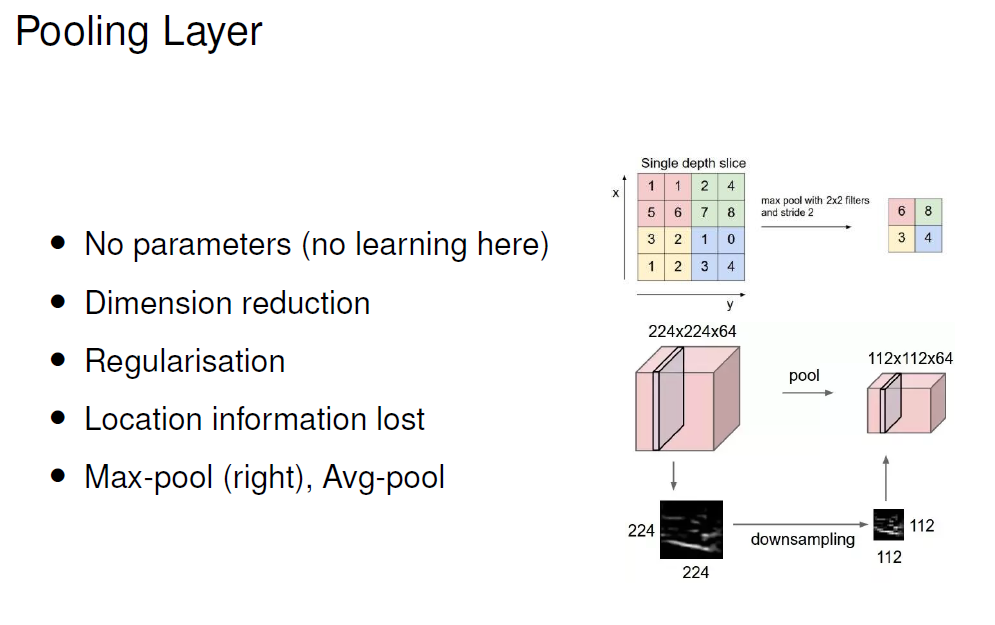 Pooling Layer
• No parameters (no learning here)
• Dimension reduction
• Regularisation
• Location information lost
• Max-pool (right), Avg-pool
Single depth slice
x
1 1 2 4
5 6 7 8
3 2 1 0
1 2 3 4
y
max pool with 2x2 filters
and stride 2
6 8
3 4
224x224x64
pool
112x112x64
224
224
downsampling
112
112